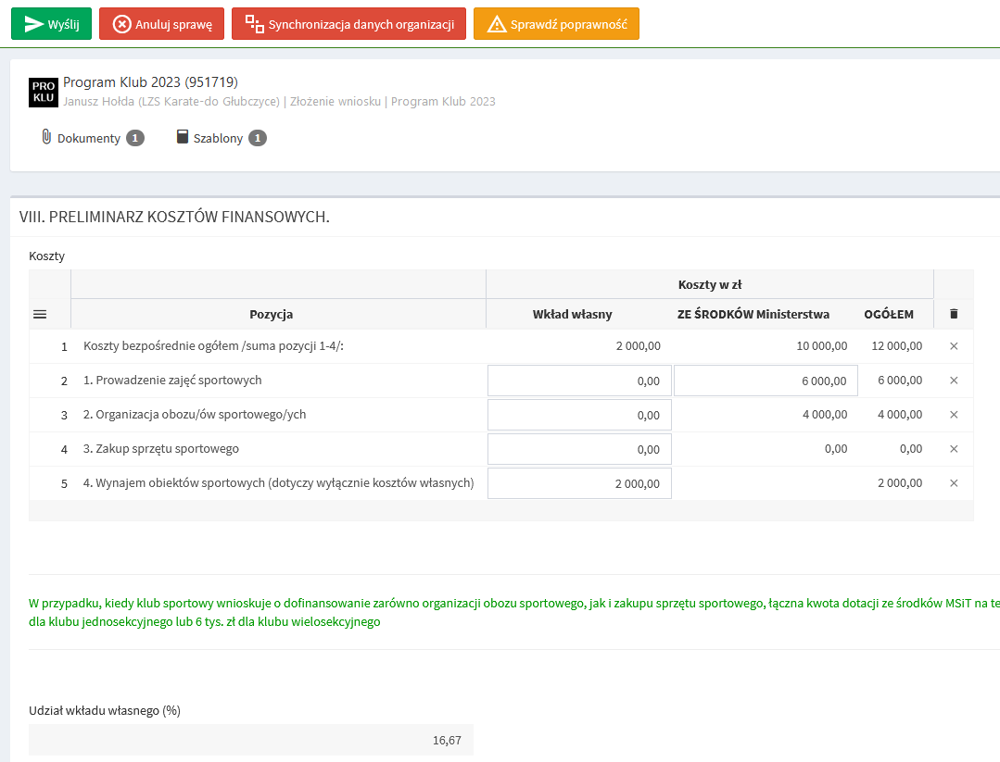 Wyślij Anuluj sprawę Synchronizacja danych organizacji Sprawdź poprawność
PRO KLU
Program Klub 2023 (951719)
Janusz Hołda (LZS Karate-do Głubczyce) | Złożenie wniosku | Program Klub 2023
Dokumenty 1 Szablony 1
VIII. PRELIMINARZ KOSZTÓW FINANSOWYCH.
Koszty
Koszty w zł
Pozycja Wkład własny ZE ŚRODKÓW Ministerstwa OGÓŁEM
1 Koszty bezpośrednie ogółem /suma pozycji 1-4/: 2 000,00 10 000,00 12 000,00
2 1. Prowadzenie zajęć sportowych 0,00 6 000,00 6 000,00
3 2. Organizacja obozu/ów sportowego/ych 0,00 4 000,00 4 000,00
4 3. Zakup sprzętu sportowego 0,00 0,00 0,00
5 4. Wynajem obiektów sportowych (dotyczy wyłącznie kosztów własnych) 2 000,00 2 000,00
W przypadku, kiedy klub sportowy wnioskuje o dofinansowanie zarówno organizacji obozu sportowego, jak i zakupu sprzętu sportowego, łączna kwota dotacji ze środków MSiT na te
dla klubu jednosekcyjnego lub 6 tys. zł dla klubu wielosekcyjnego
Udział wkładu własnego (%)
16,67